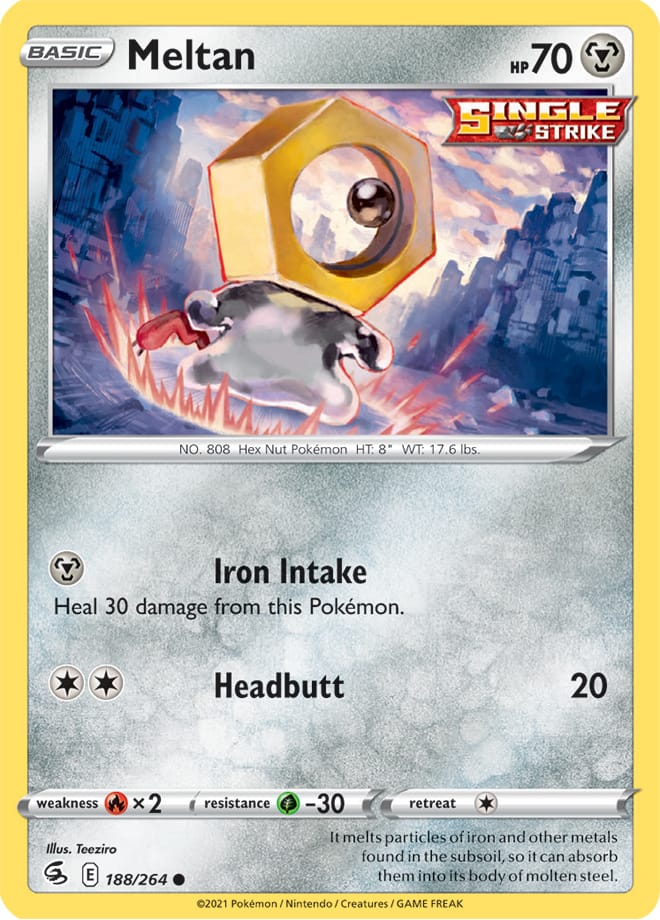 BASIC Meltan HP 70
SINGLE
STRIKE
NO. 808 Hex Nut Pokémon HT: 8" WT: 17.6 lbs.
Iron Intake
Heal 30 damage from this Pokémon.
Headbutt 20
weakness ×2 resistance -30 retreat
Illus. Teeziro
E 188/264
It melts particles of iron and other metals
found in the subsoil, so it can absorb
them into its body of molten steel.
©2021 Pokémon / Nintendo / Creatures / GAME FREAK